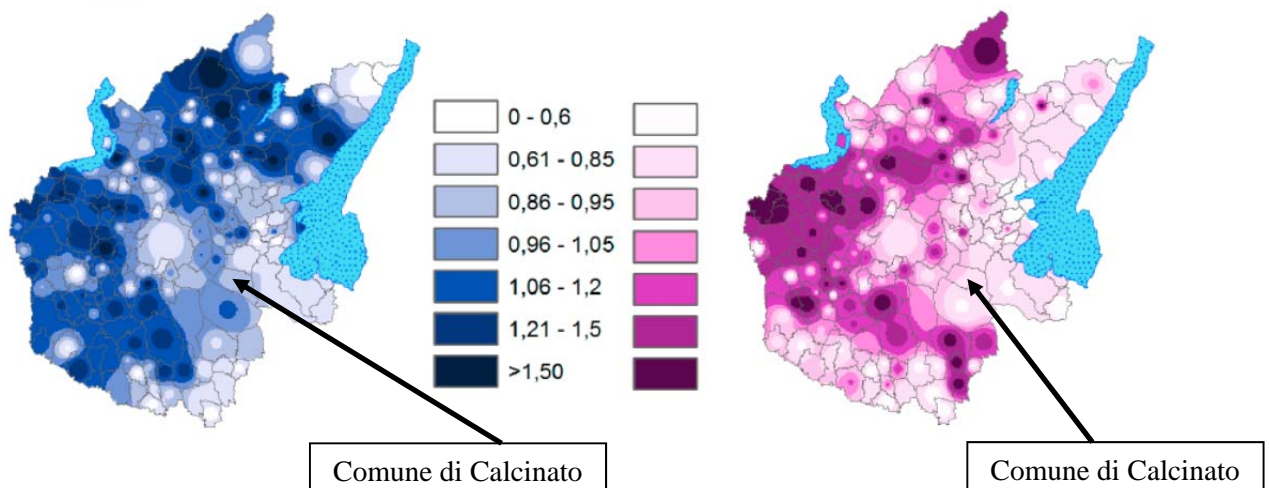 0 - 0,6
0,61 - 0,85
0,86 - 0,95
0,96 - 1,05
1,06 - 1,2
1,21 - 1,5
>1,50
Comune di Calcinato
Comune di Calcinato